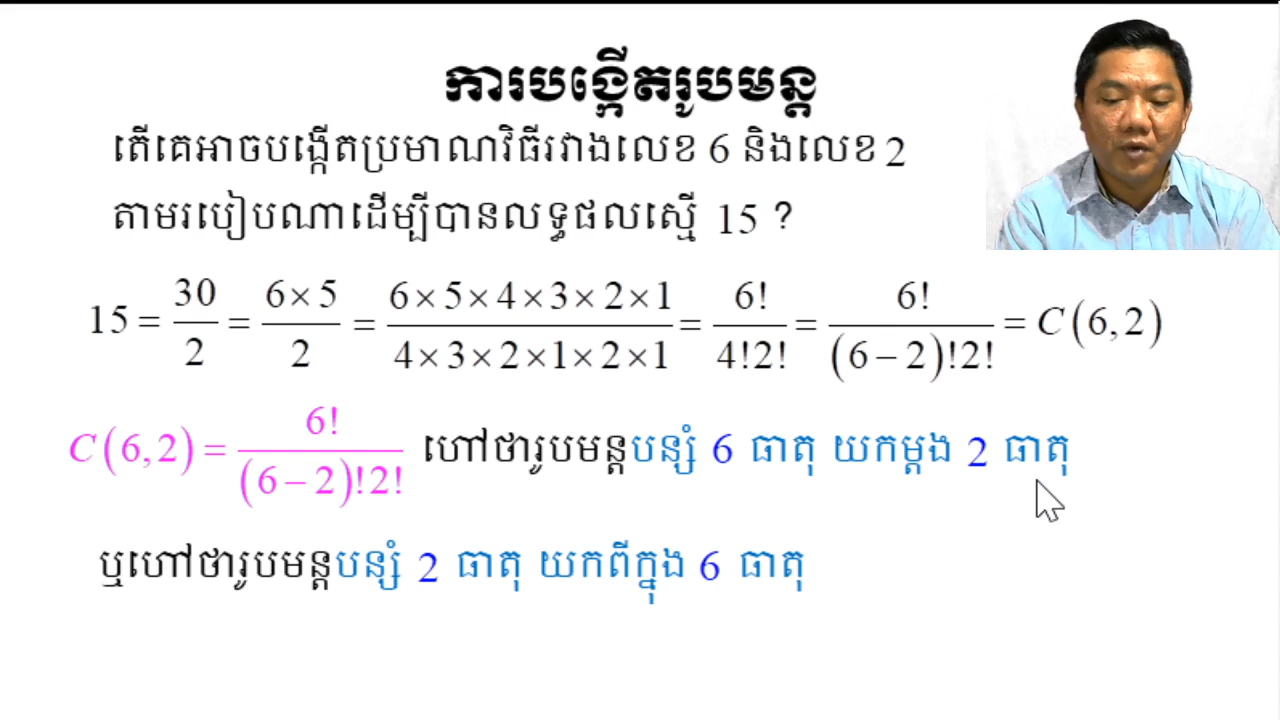 ការបង្កើតរូបមន្ត
តើគេអាចបង្កើតប្រមាណវិធីរវាងលេខ 6 និងលេខ 2
តាមរបៀបណាដើម្បីបានលទ្ធផលស្មើ 15 ?
15 = 30/2 = 6×5/2 = 6×5×4×3×2×1/4×3×2×1×2×1 = 6!/4!2! = 6!/(6−2)!2! = C(6,2)
C(6,2) = 6!/(6−2)!2! ហៅថារូបមន្តបន្សំ 6 ធាតុ យកម្តង 2 ធាតុ
ឬហៅថារូបមន្តបន្សំ 2 ធាតុ យកពីក្នុង 6 ធាតុ